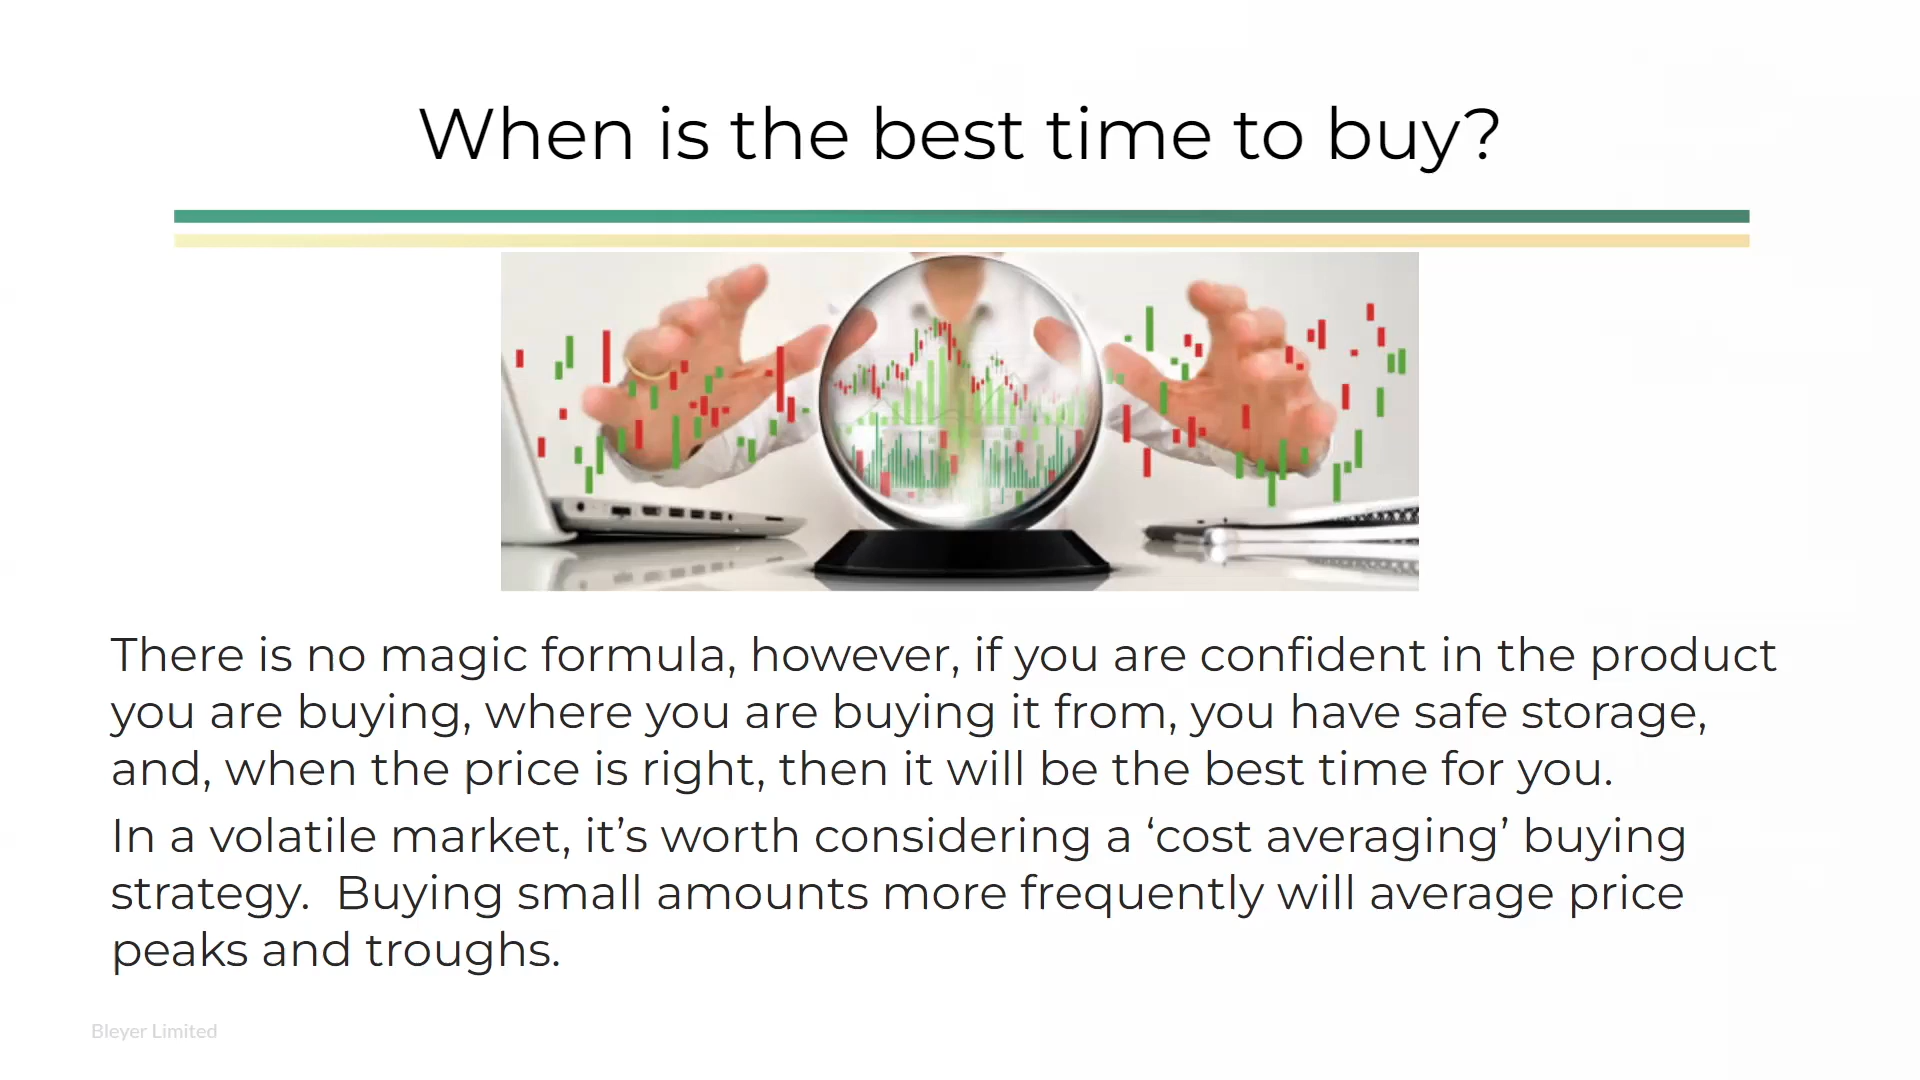 When is the best time to buy?
There is no magic formula, however, if you are confident in the product
you are buying, where you are buying it from, you have safe storage,
and, when the price is right, then it will be the best time for you.
In a volatile market, it’s worth considering a ‘cost averaging’ buying
strategy.  Buying small amounts more frequently will average price
peaks and troughs.
Bleyer Limited